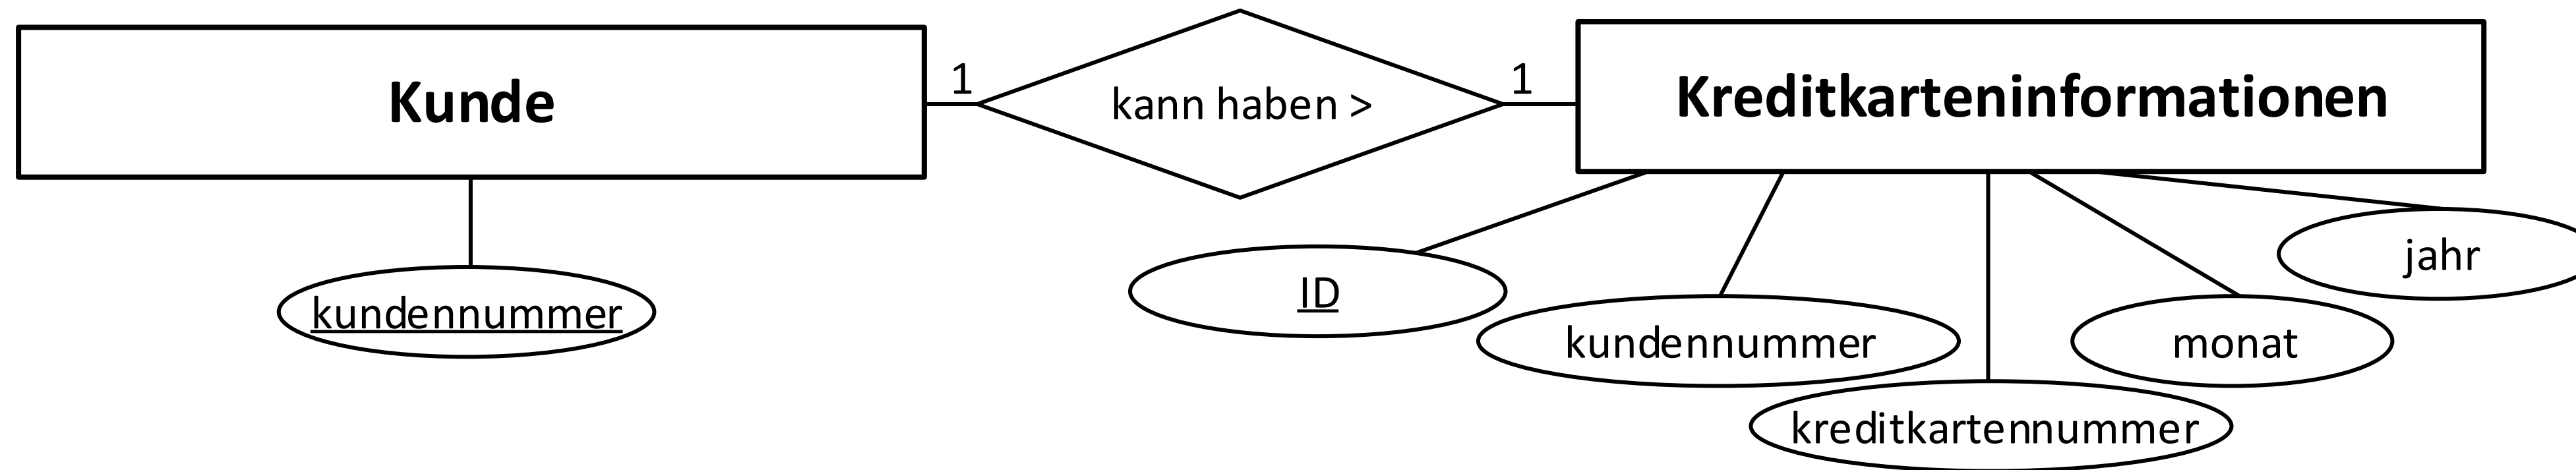 Kunde
1
kann haben >
1
Kreditkarteninformationen
kundennummer
ID
kundennummer
kreditkartennummer
monat
jahr